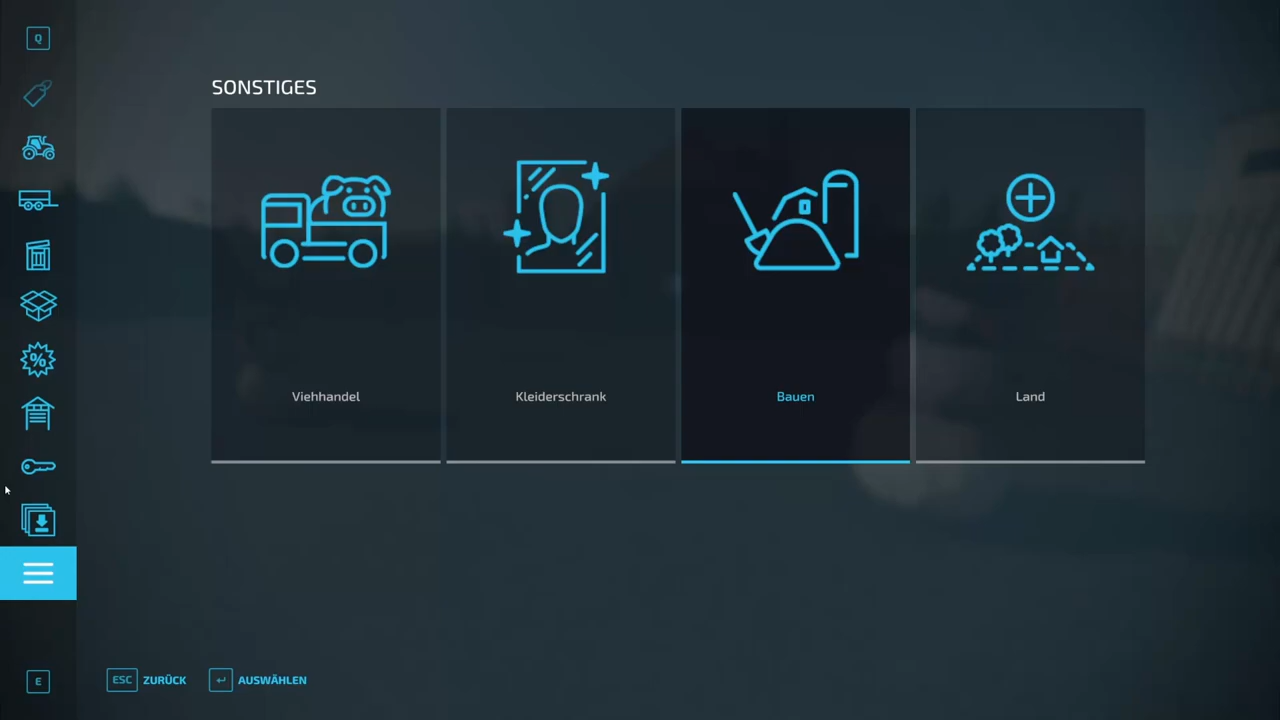 Q
SONSTIGES
%
Viehhandel
Kleiderschrank
Bauen
Land
E
ESC ZURÜCK
↵ AUSWÄHLEN